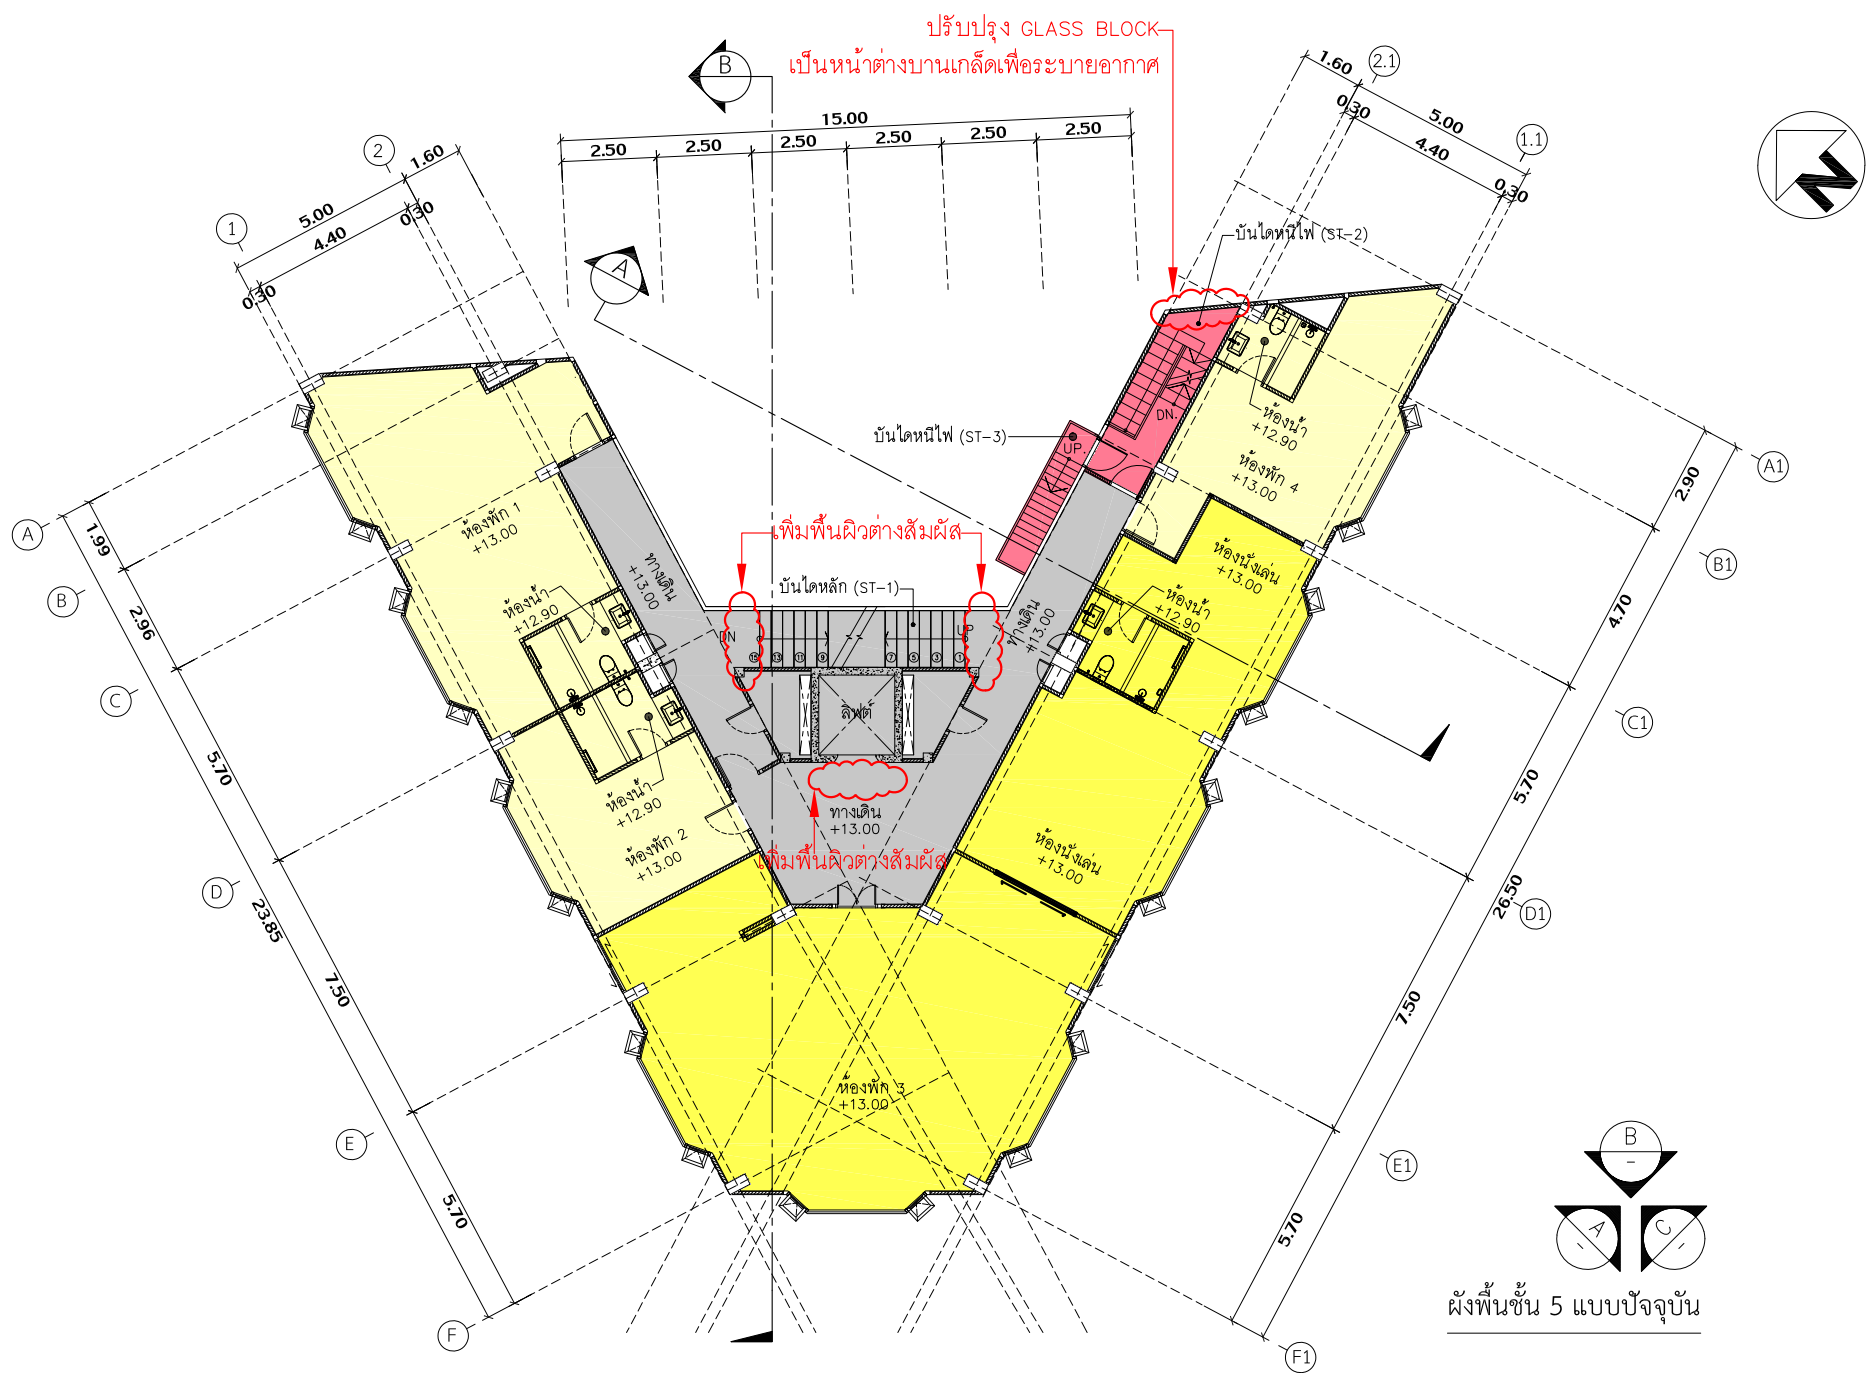 ปรับปรุง GLASS BLOCK
เป็นหน้าต่างบานเกล็ดเพื่อระบายอากาศ
B
15.00
2.50
2.50
2.50
2.50
2.50
2.50
2
1.60
5.00
4.40
0.30
0.30
1
A
1.60
2.1
0.30
5.00
4.40
1.1
0.30
บันไดหนีไฟ (ST-2)
DN.
บันไดหนีไฟ (ST-3)
UP.
ห้องน้ำ
+12.90
ห้องพัก 4
+13.00
A1
2.90
B1
4.70
C1
5.70
26.50
D1
7.50
E1
5.70
F1
A
1.99
B
2.96
C
5.70
D
23.85
7.50
E
5.70
F
ห้องพัก 1
+13.00
ทางเดิน
+13.00
เพิ่มพื้นผิวต่างสัมผัส
บันไดหลัก (ST-1)
DN
UP
15
13
11
9
7
5
3
1
ทางเดิน
+13.00
ห้องนั่งเล่น
+13.00
ห้องน้ำ
+12.90
ห้องน้ำ
+12.90
ลิฟต์
ห้องน้ำ
+12.90
ห้องพัก 2
+13.00
ทางเดิน
+13.00
เพิ่มพื้นผิวต่างสัมผัส
ห้องนั่งเล่น
+13.00
ห้องพัก 3
+13.00
B
-
A
-
C
-
ผังพื้นชั้น 5 แบบปัจจุบัน